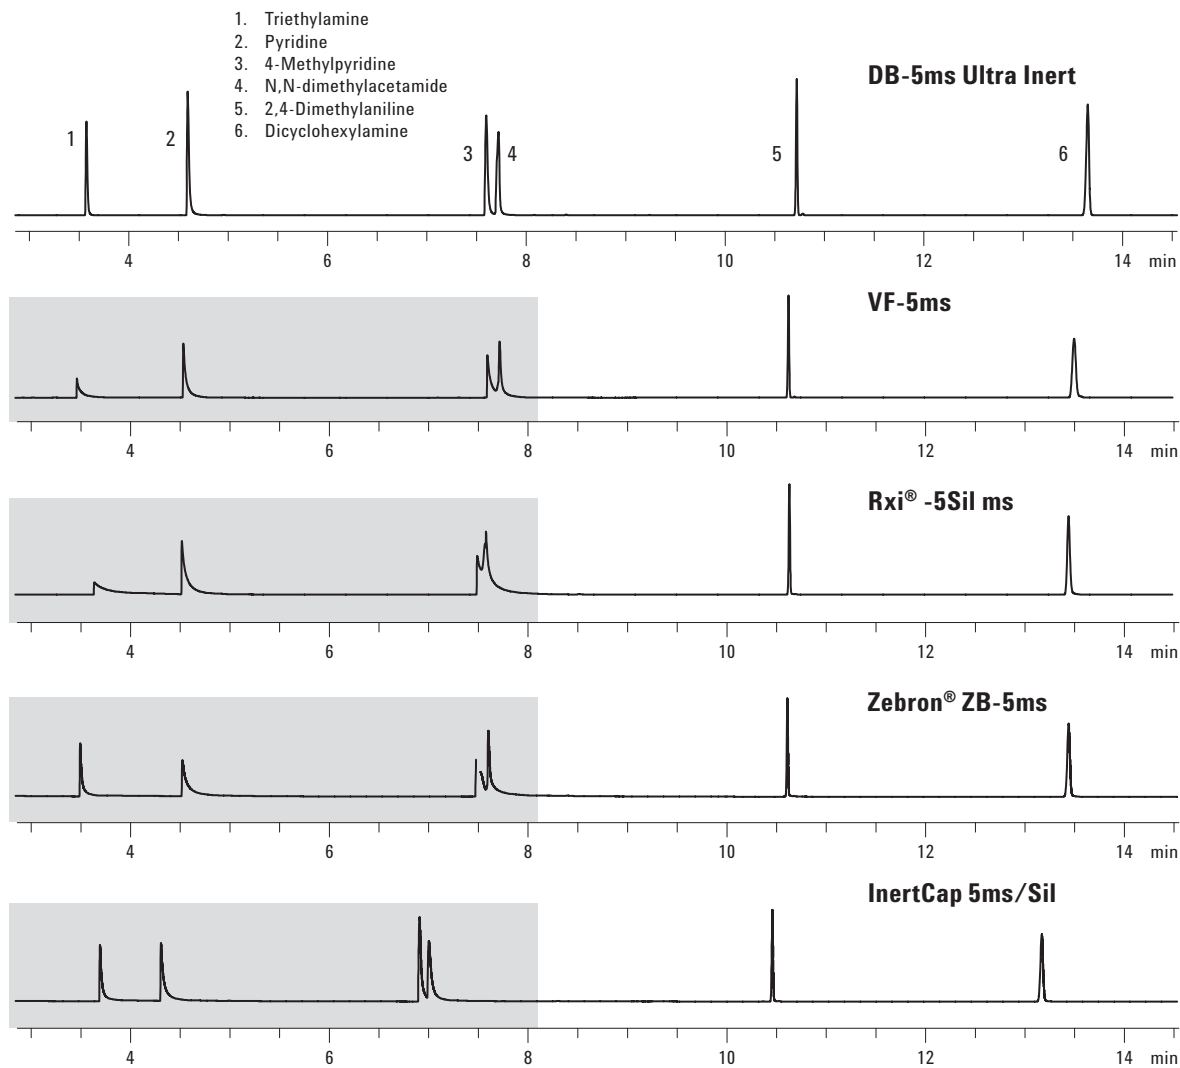 1. Triethylamine
2. Pyridine
3. 4-Methylpyridine
4. N,N-dimethylacetamide
5. 2,4-Dimethylaniline
6. Dicyclohexylamine
DB-5ms Ultra Inert
1 2 3 4 5 6
4 6 8 10 12 14 min
VF-5ms
4 6 8 10 12 14 min
Rxi® -5Sil ms
4 6 8 10 12 14 min
Zebron® ZB-5ms
4 6 8 10 12 14 min
InertCap 5ms/Sil
4 6 8 10 12 14 min